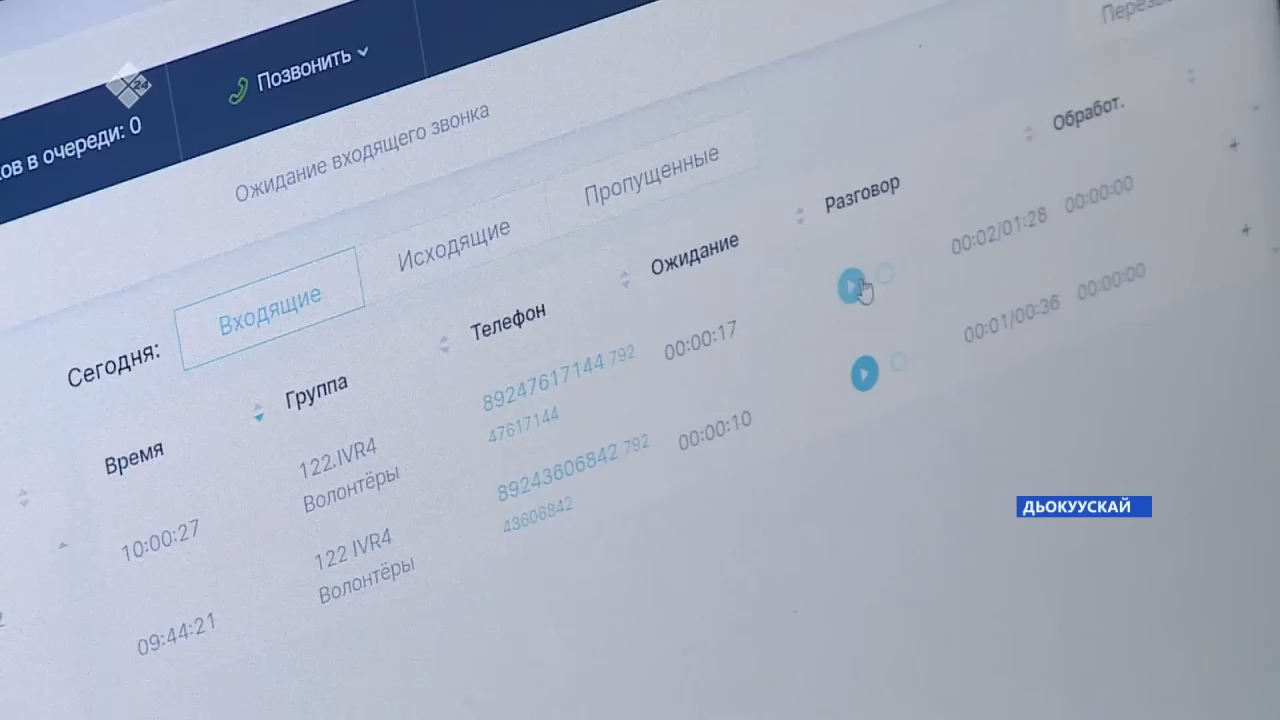 ков в очереди: 0
Позвонить
Ожидание входящего звонка
Сегодня:
Входящие
Исходящие
Пропущенные
Время
Группа
Телефон
Ожидание
Разговор
Обработ.
10:00:27
122.IVR4
Волонтёры
89247617144 792
47617144
00:00:17
00:02/01:28
00:00:00
09:44:21
122 IVR4
Волонтёры
89243606842 792
43606842
00:00:10
00:01/00:36
00:00:00
24
ДЬОКУУСКАЙ